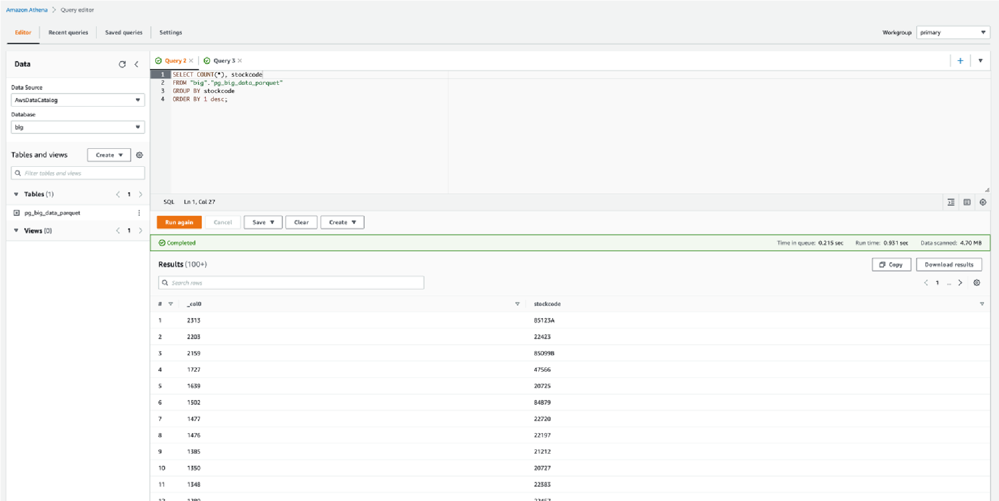 Amazon Athena > Query editor
Editor Recent queries Saved queries Settings
Workgroup primary
Data
Data Source
AwsDataCatalog
Database
big
Tables and views Create
Filter tables and views
Tables (1) 1
pg_big_data_parquet
Views (0) 1
Query 2 Query 3
1 SELECT COUNT(*), stockcode
2 FROM "big"."pg_big_data_parquet"
3 GROUP BY stockcode
4 ORDER BY 1 desc;
SQL Ln 1, Col 27
Run again Cancel Save Clear Create
Completed Time in queue: 0.215 sec Run time: 0.931 sec Data scanned: 4.70 MB
Results (100+) Copy Download results
Search rows 1 ...
# _col0 stockcode
1 2313 85123A
2 2203 22423
3 2159 85099B
4 1727 47566
5 1639 20725
6 1502 84879
7 1477 22720
8 1476 22197
9 1385 21212
10 1350 20727
11 1348 22383